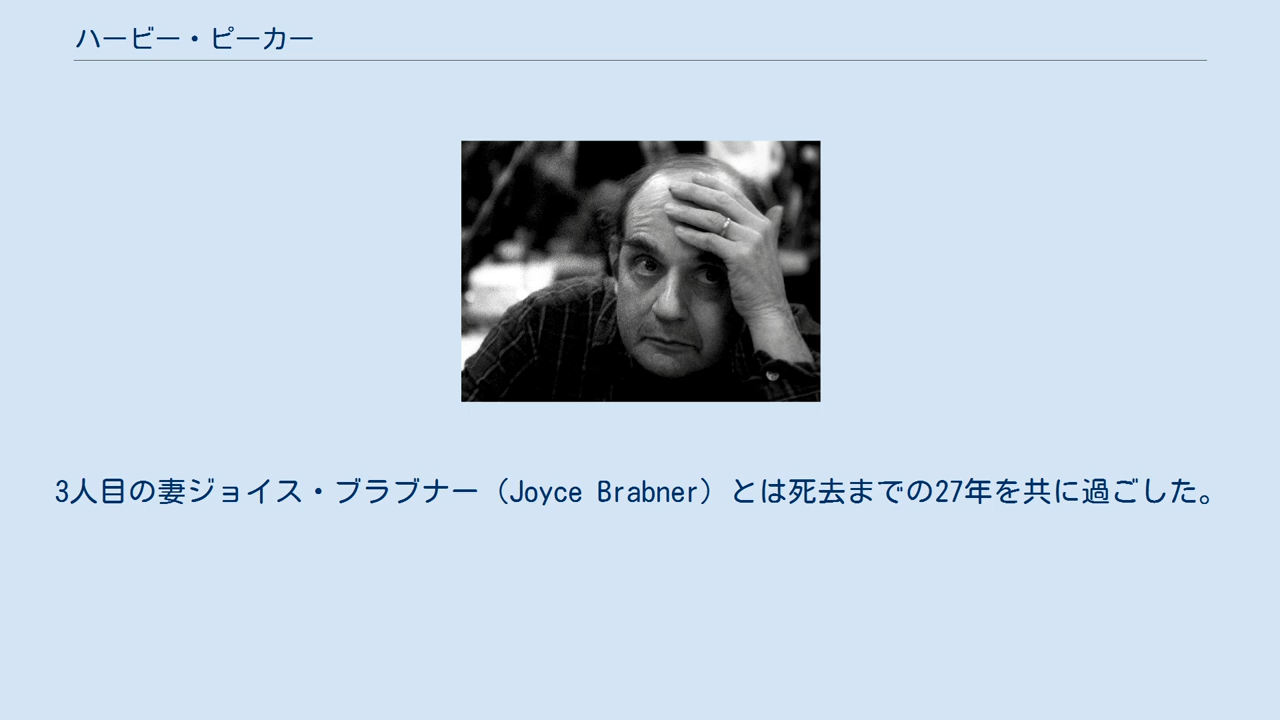 ハービー・ピーカー
3人目の妻ジョイス・ブラブナー（Joyce Brabner）とは死去までの27年を共に過ごした。